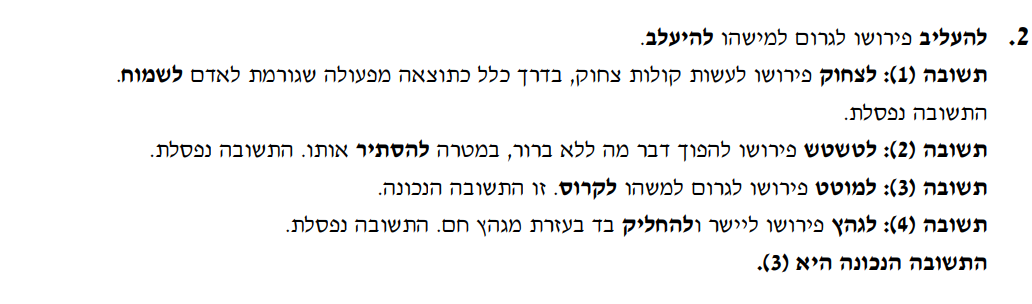 2. להעליב פירושו לגרום למישהו להיעלב.
תשובה (1): לצחוק פירושו לעשות קולות צחוק, בדרך כלל כתוצאה מפעולה שגורמת לאדם לשמוח.
התשובה נפסלת.
תשובה (2): לטשטש פירושו להפוך דבר מה ללא ברור, במטרה להסתיר אותו. התשובה נפסלת.
תשובה (3): למוטט פירושו לגרום למשהו לקרוס. זו התשובה הנכונה.
תשובה (4): לגהץ פירושו ליישר ולהחליק בד בעזרת מגהץ חם. התשובה נפסלת.
התשובה הנכונה היא (3).